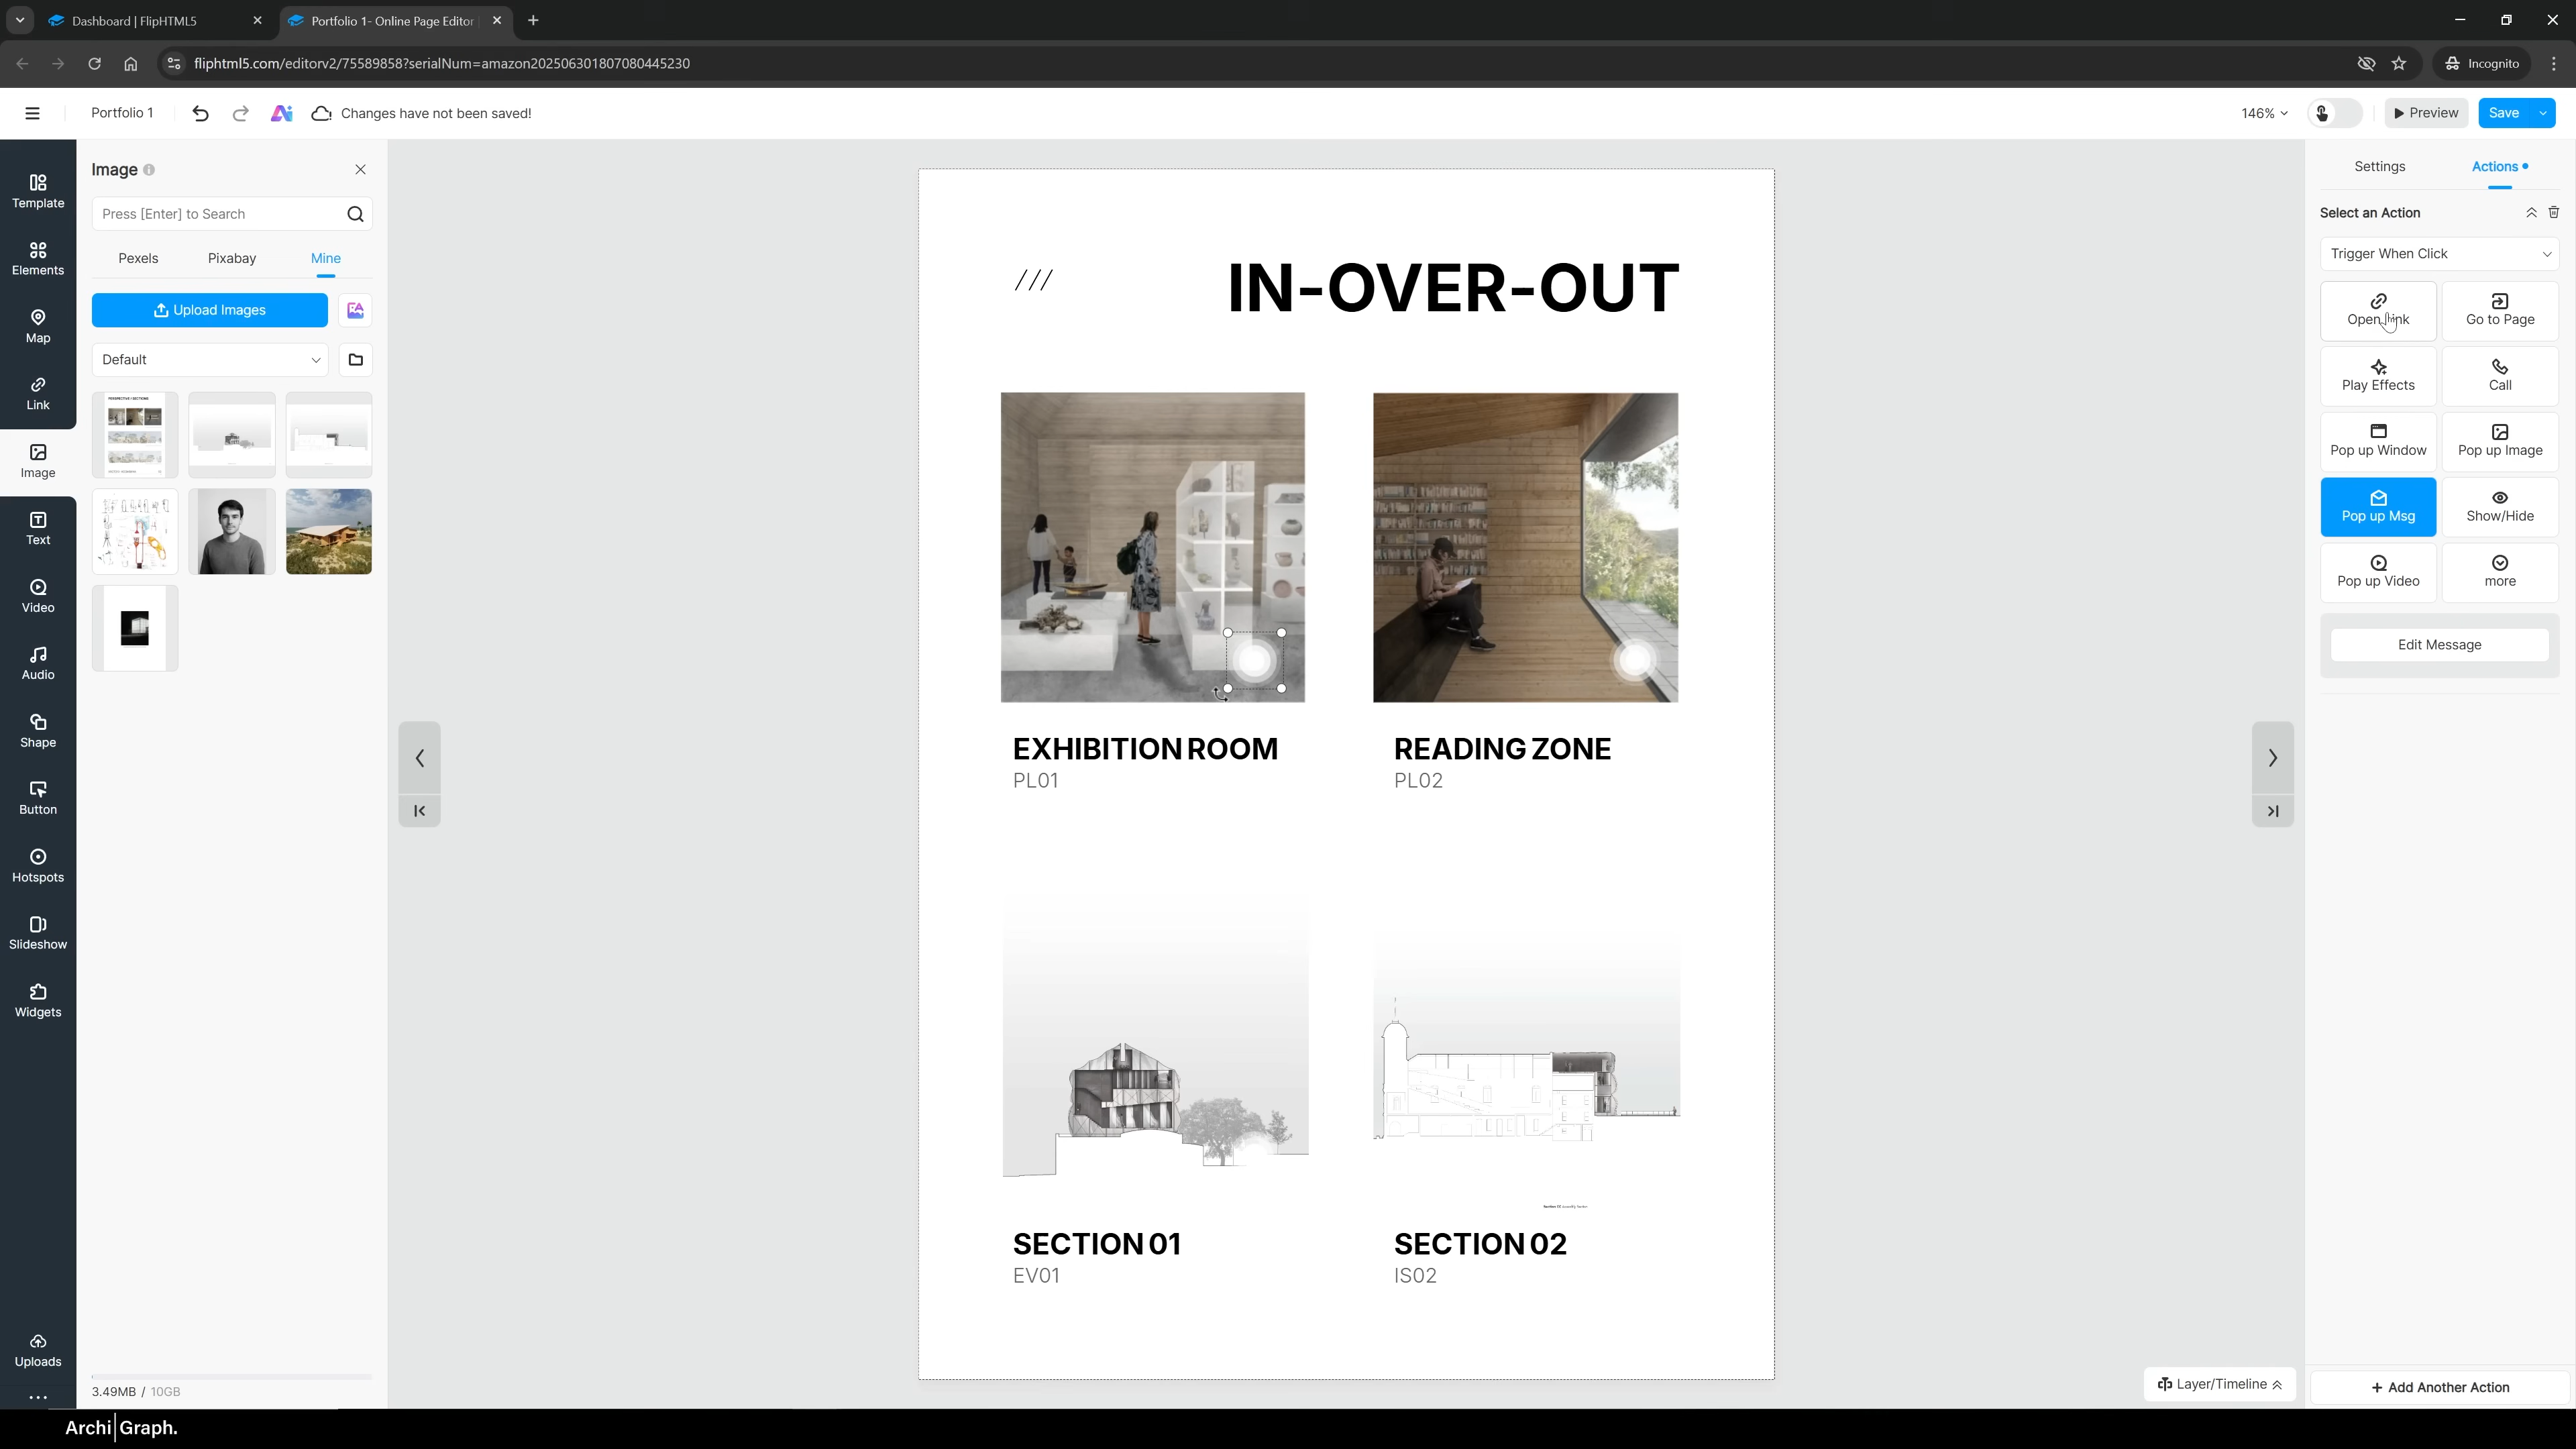 Dashboard | FlipHTML5
Portfolio 1- Online Page Editor
fliphtml5.com/editorv2/75589858?serialNum=amazon202506301807080445230
Incognito
Portfolio 1
Changes have not been saved!
146%
Preview
Save
Template
Elements
Map
Link
Image
Text
Video
Audio
Shape
Button
Hotspots
Slideshow
Widgets
Uploads
Image
Press [Enter] to Search
Pexels
Pixabay
Mine
Upload Images
Default
3.49MB / 10GB
///
IN-OVER-OUT
EXHIBITION ROOM
PL01
READING ZONE
PL02
SECTION 01
EV01
SECTION 02
IS02
Settings
Actions
Select an Action
Trigger When Click
Open Link
Go to Page
Play Effects
Call
Pop up Window
Pop up Image
Pop up Msg
Show/Hide
Pop up Video
more
Edit Message
Layer/Timeline
+ Add Another Action
Archi|Graph.